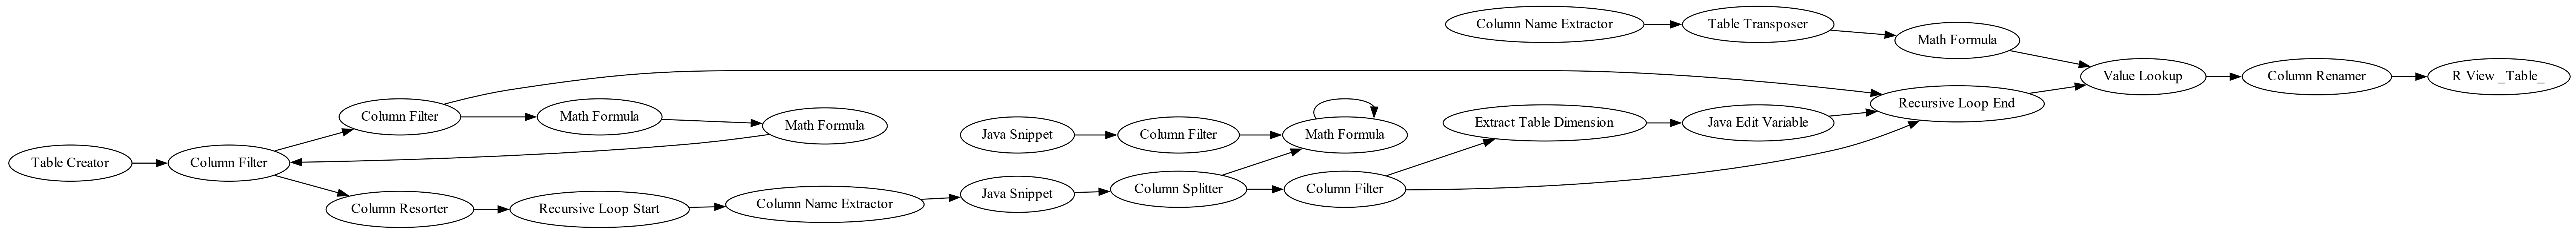 Column Name Extractor
Table Transposer
Math Formula
Value Lookup
Column Renamer
R View _Table_
Recursive Loop End
Column Filter
Math Formula
Math Formula
Java Snippet
Column Filter
Math Formula
Extract Table Dimension
Java Edit Variable
Table Creator
Column Filter
Column Resorter
Recursive Loop Start
Column Name Extractor
Java Snippet
Column Splitter
Column Filter